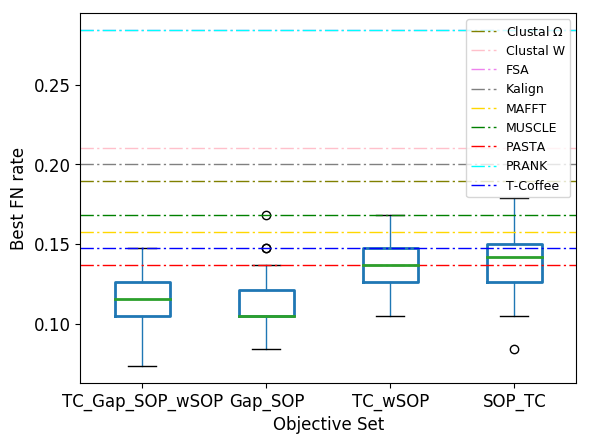 Clustal Ω
Clustal W
FSA
Kalign
MAFFT
MUSCLE
PASTA
PRANK
T-Coffee
0.25
0.20
0.15
0.10
Best FN rate
TC_Gap_SOP_wSOP
Gap_SOP
TC_wSOP
SOP_TC
Objective Set